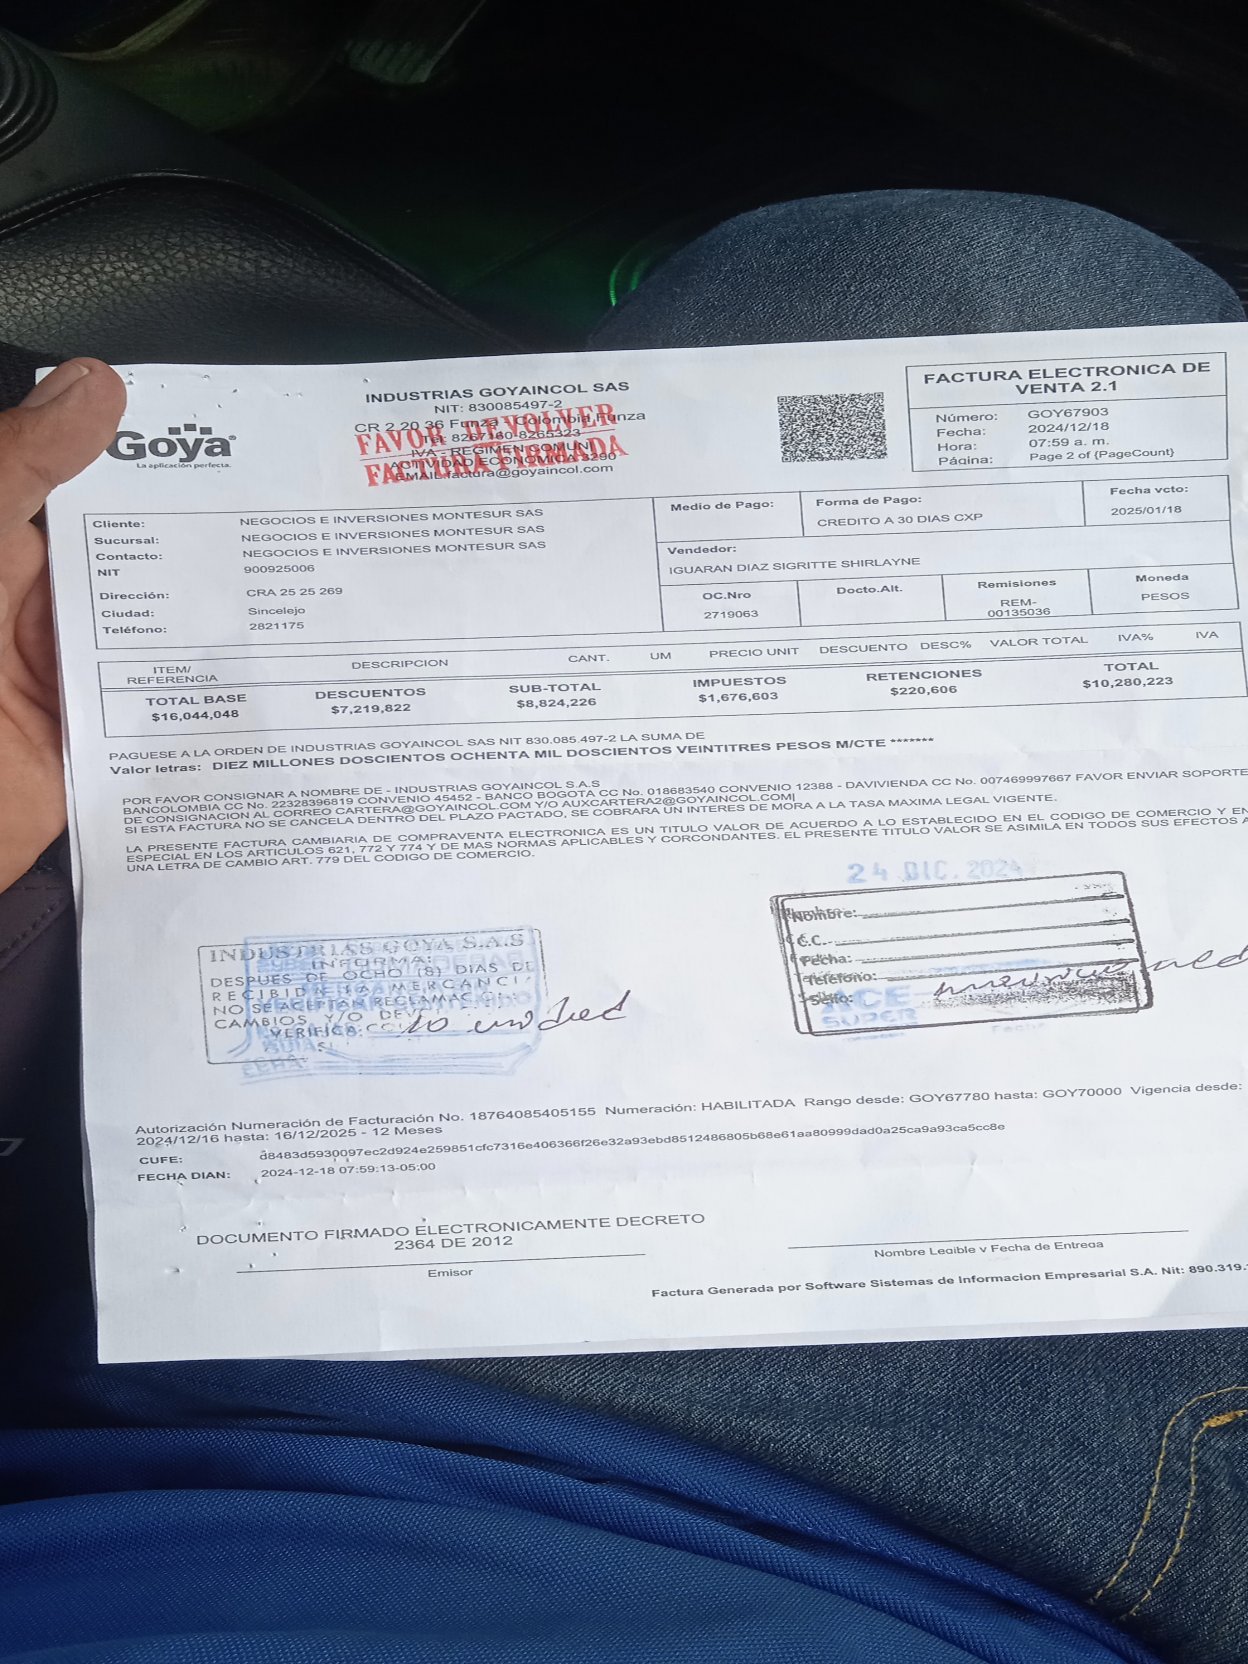 Goya
La aplicación perfecta.
INDUSTRIAS GOYAINCOL SAS
NIT: 830085497-2
CR 2 20 36 Funza - Colombia, Funza
Tel: 8267160-8265323
IVA - REGIMEN COMUN
ACTIVIDAD ECONOMICA 3290
EMAIL:factura@goyaincol.com
FAVOR DEVOLVER
FACTURA FIRMADA
FACTURA ELECTRONICA DE
VENTA 2.1
Número: GOY67903
Fecha: 2024/12/18
Hora: 07:59 a. m.
Página: Page 2 of {PageCount}
Cliente: NEGOCIOS E INVERSIONES MONTESUR SAS
Sucursal: NEGOCIOS E INVERSIONES MONTESUR SAS
Contacto: NEGOCIOS E INVERSIONES MONTESUR SAS
NIT 900925006
Dirección: CRA 25 25 269
Ciudad: Sincelejo
Teléfono: 2821175
Medio de Pago: Forma de Pago: Fecha vcto:
CREDITO A 30 DIAS CXP 2025/01/18
Vendedor:
IGUARAN DIAZ SIGRITTE SHIRLAYNE
OC.Nro Docto.Alt. Remisiones Moneda
2719063 REM- PESOS
00135036
ITEM/ DESCRIPCION CANT. UM PRECIO UNIT DESCUENTO DESC% VALOR TOTAL IVA% IVA
REFERENCIA
TOTAL BASE DESCUENTOS SUB-TOTAL IMPUESTOS RETENCIONES TOTAL
$16,044,048 $7,219,822 $8,824,226 $1,676,603 $220,606 $10,280,223
PAGUESE A LA ORDEN DE INDUSTRIAS GOYAINCOL SAS NIT 830.085.497-2 LA SUMA DE
Valor letras: DIEZ MILLONES DOSCIENTOS OCHENTA MIL DOSCIENTOS VEINTITRES PESOS M/CTE *******
POR FAVOR CONSIGNAR A NOMBRE DE - INDUSTRIAS GOYAINCOL S.A.S
BANCOLOMBIA CC No. 22328396819 CONVENIO 45452 - BANCO BOGOTA CC No. 018683540 CONVENIO 12388 - DAVIVIENDA CC No. 007469997667 FAVOR ENVIAR SOPORTE
DE CONSIGNACION AL CORREO CARTERA@GOYAINCOL.COM Y/O AUXCARTERA2@GOYAINCOL.COM|
SI ESTA FACTURA NO SE CANCELA DENTRO DEL PLAZO PACTADO, SE COBRARA UN INTERES DE MORA A LA TASA MAXIMA LEGAL VIGENTE.
LA PRESENTE FACTURA CAMBIARIA DE COMPRAVENTA ELECTRONICA ES UN TITULO VALOR DE ACUERDO A LO ESTABLECIDO EN EL CODIGO DE COMERCIO Y EN
ESPECIAL EN LOS ARTICULOS 621, 772 Y 774 Y DE MAS NORMAS APLICABLES Y CORCONDANTES. EL PRESENTE TITULO VALOR SE ASIMILA EN TODOS SUS EFECTOS A
UNA LETRA DE CAMBIO ART. 779 DEL CODIGO DE COMERCIO.
24 DIC. 2024
Nombre:
C.C.
Fecha:
Teléfono:
Sello:
SUPER
INDUSTRIAS GOYA S.A.S
INFORMA:
DESPUES DE OCHO (8) DIAS DE
NO SE ACEPTAN
CAMBIOS Y/O
Autorización Numeración de Facturación No. 18764085405155 Numeración: HABILITADA Rango desde: GOY67780 hasta: GOY70000 Vigencia desde:
2024/12/16 hasta: 16/12/2025 - 12 Meses
CUFE: d8483d5930097ec2d924e259851cfc7316e406366f26e32a93ebd8512486805b68e61aa80999dad0a25ca9a93ca5cc8e
FECHA DIAN: 2024-12-18 07:59:13-05:00
DOCUMENTO FIRMADO ELECTRONICAMENTE DECRETO
2364 DE 2012
Emisor
Nombre Legible y Fecha de Entrega
Factura Generada por Software Sistemas de Informacion Empresarial S.A. Nit: 890.319.